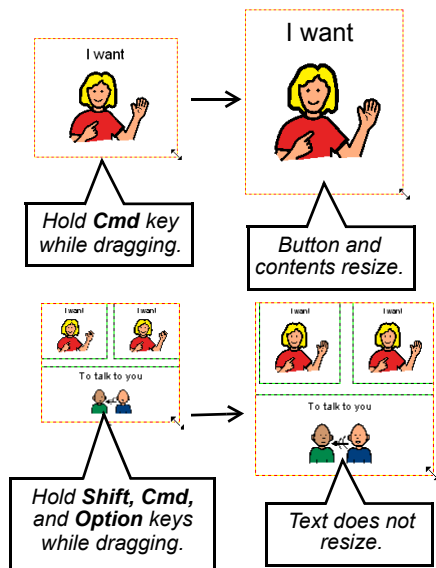 I want
I want
Hold Cmd key
while dragging.
Button and
contents resize.
I want
I want
To talk to you
I want
I want
To talk to you
Hold Shift, Cmd,
and Option keys
while dragging.
Text does not
resize.